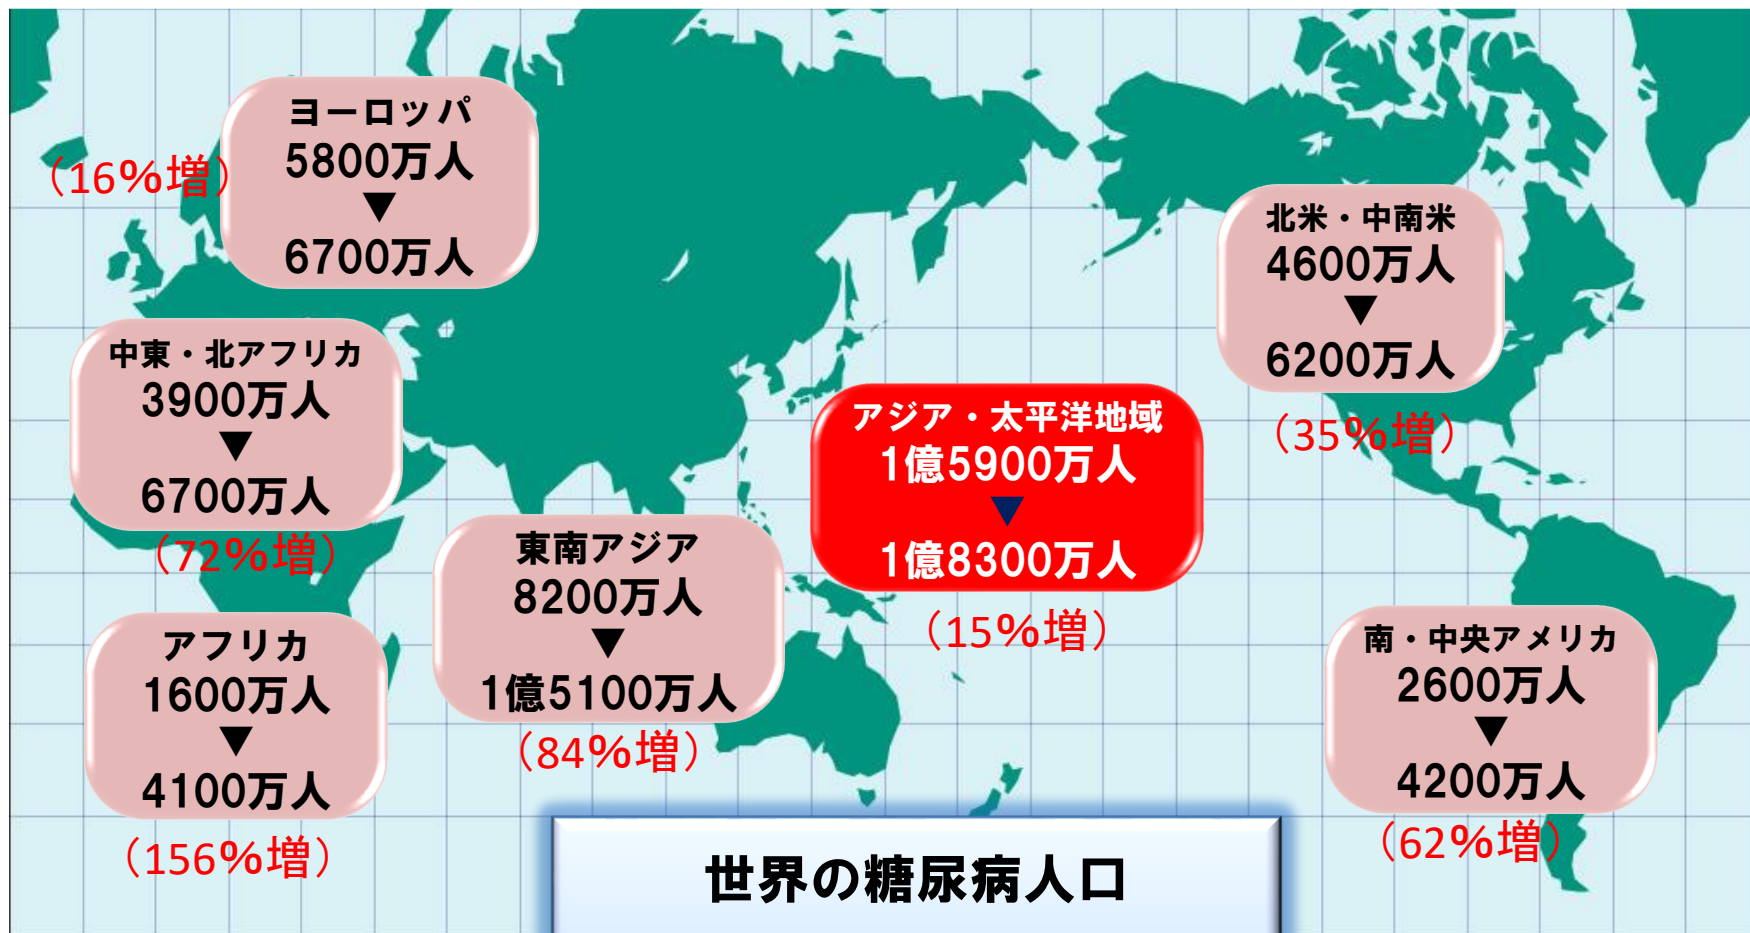 ヨーロッパ
5800万人
▼
6700万人
（16％増）
北米・中南米
4600万人
▼
6200万人
（35％増）
中東・北アフリカ
3900万人
▼
6700万人
（72％増）
アジア・太平洋地域
1億5900万人
▼
1億8300万人
（15％増）
東南アジア
8200万人
▼
1億5100万人
（84％増）
アフリカ
1600万人
▼
4100万人
（156％増）
南・中央アメリカ
2600万人
▼
4200万人
（62％増）
世界の糖尿病人口